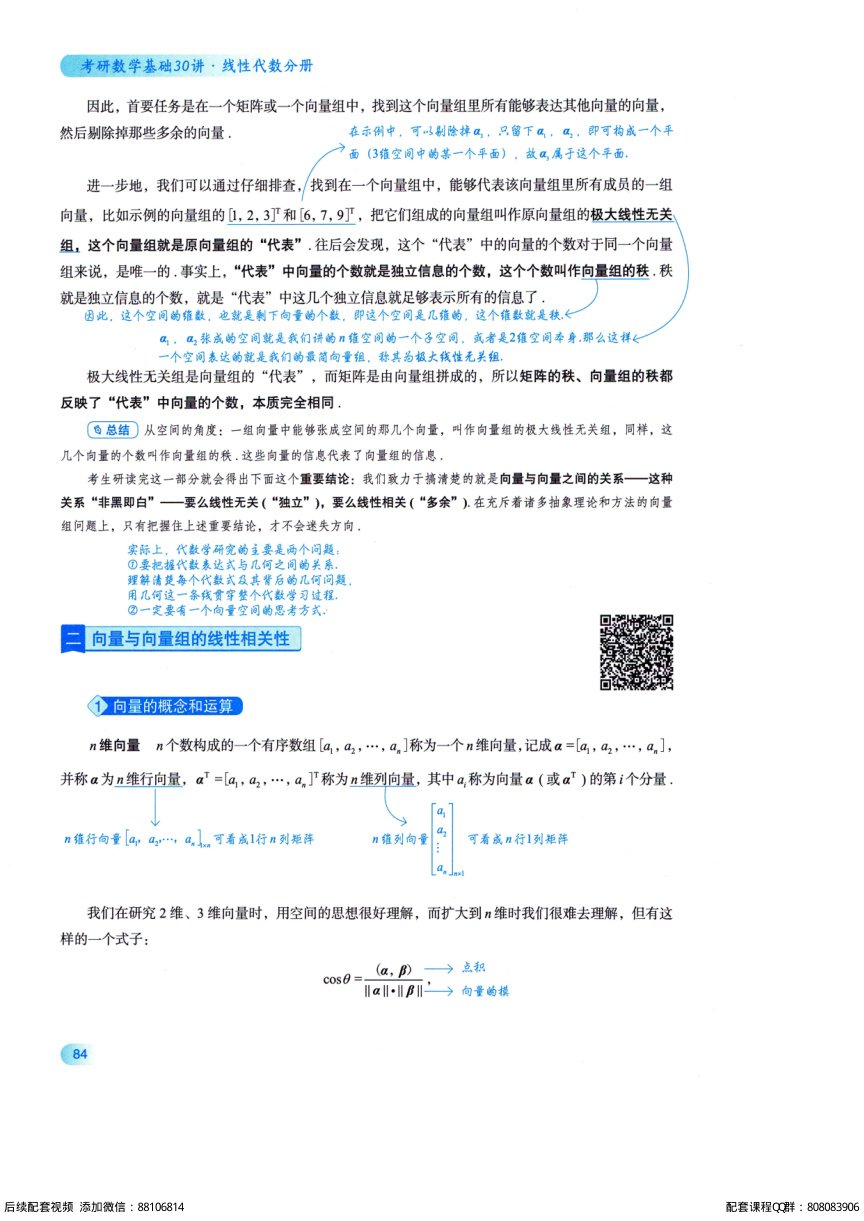 考研数学基础30讲·线性代数分册
因此，首要任务是在一个矩阵或一个向量组中，找到这个向量组里所有能够表达其他向量的向量，
然后剔除掉那些多余的向量．
在示例中，可以剔除掉α₃，只留下α₁，α₂，即可构成一个平
面（3维空间中的某一个平面），故α₃属于这个平面．
进一步地，我们可以通过仔细排查，找到在一个向量组中，能够代表该向量组里所有成员的一组
向量，比如示例的向量组的[1, 2, 3]ᵀ和[6, 7, 9]ᵀ，把它们组成的向量组叫作原向量组的极大线性无关
组，这个向量组就是原向量组的“代表”．往后会发现，这个“代表”中的向量的个数对于同一个向量
组来说，是唯一的．事实上，“代表”中向量的个数就是独立信息的个数，这个个数叫作向量组的秩．秩
就是独立信息的个数，就是“代表”中这几个独立信息就足够表示所有的信息了．
因此，这个空间的维数，也就是剩下向量的个数，即这个空间是几维的，这个维数就是秩．
α₁，α₂张成的空间就是我们讲的n维空间的一个子空间，或者是2维空间本身．那么这样
一个空间表达的就是我们的最简向量组，称其为极大线性无关组．
极大线性无关组是向量组的“代表”，而矩阵是由向量组拼成的，所以矩阵的秩、向量组的秩都
反映了“代表”中向量的个数，本质完全相同．
总结 从空间的角度：一组向量中能够张成空间的那几个向量，叫作向量组的极大线性无关组，同样，这
几个向量的个数叫作向量组的秩．这些向量的信息代表了向量组的信息．
考生研读完这一部分就会得出下面这个重要结论：我们致力于搞清楚的就是向量与向量之间的关系——这种
关系“非黑即白”——要么线性无关（“独立”），要么线性相关（“多余”）．在充斥着诸多抽象理论和方法的向量
组问题上，只有把握住上述重要结论，才不会迷失方向．
实际上，代数学研究的主要是两个问题：
①要把握代数表达式与几何之间的关系．
理解清楚每个代数式及其背后的几何问题，
用几何这一条线贯穿整个代数学习过程．
②一定要有一个向量空间的思考方式．
二 向量与向量组的线性相关性
1 向量的概念和运算
n维向量 n个数构成的一个有序数组[a₁, a₂, ⋯, aₙ]称为一个n维向量，记成α=[a₁, a₂, ⋯, aₙ]，
并称α为n维行向量，αᵀ=[a₁, a₂, ⋯, aₙ]ᵀ称为n维列向量，其中aᵢ称为向量α（或αᵀ）的第i个分量．
n维行向量[a₁, a₂, ⋯, aₙ]₁×ₙ可看成1行n列矩阵
n维列向量[a₁ a₂ ⋮ aₙ]ₙ×₁可看成n行1列矩阵
我们在研究2维、3维向量时，用空间的思想很好理解，而扩大到n维时我们很难去理解，但有这
样的一个式子：
cosθ=(α, β)/‖α‖·‖β‖，
点积
向量的模
84
后续配套视频 添加微信：88106814
配套课程QQ群：808083906